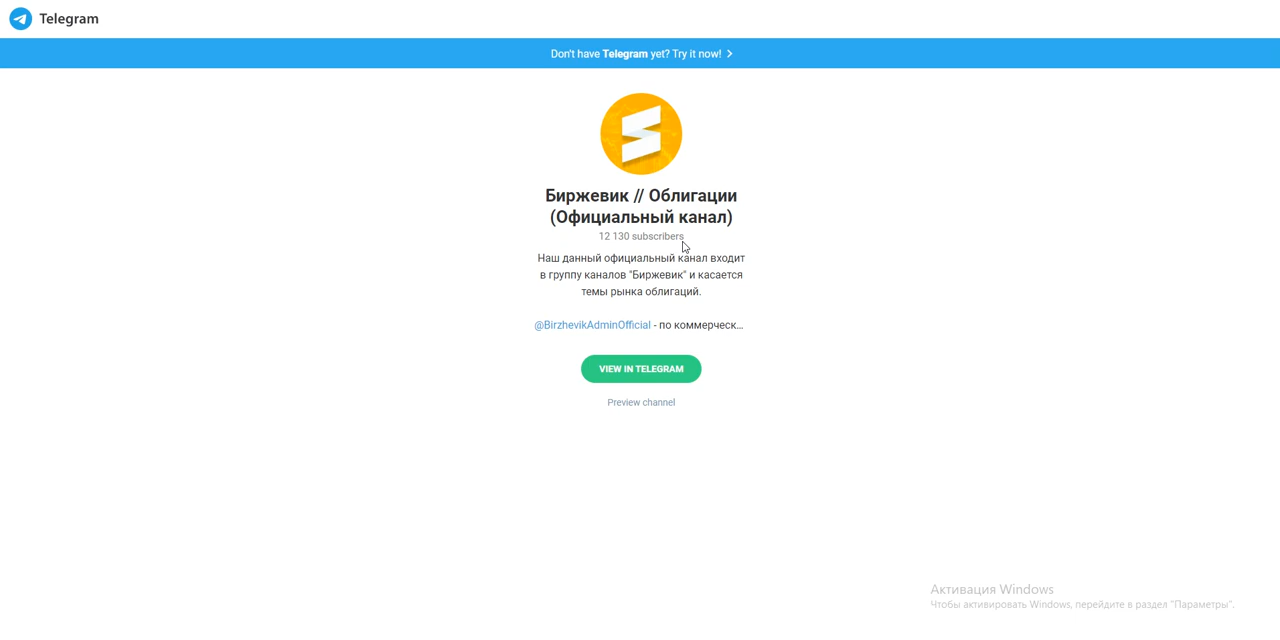 Telegram
Don't have Telegram yet? Try it now!
Биржевик // Облигации
(Официальный канал)
12 130 subscribers
Наш данный официальный канал входит
в группу каналов "Биржевик" и касается
темы рынка облигаций.
@BirzhevikAdminOfficial - по коммерческ...
VIEW IN TELEGRAM
Preview channel
Активация Windows
Чтобы активировать Windows, перейдите в раздел "Параметры".